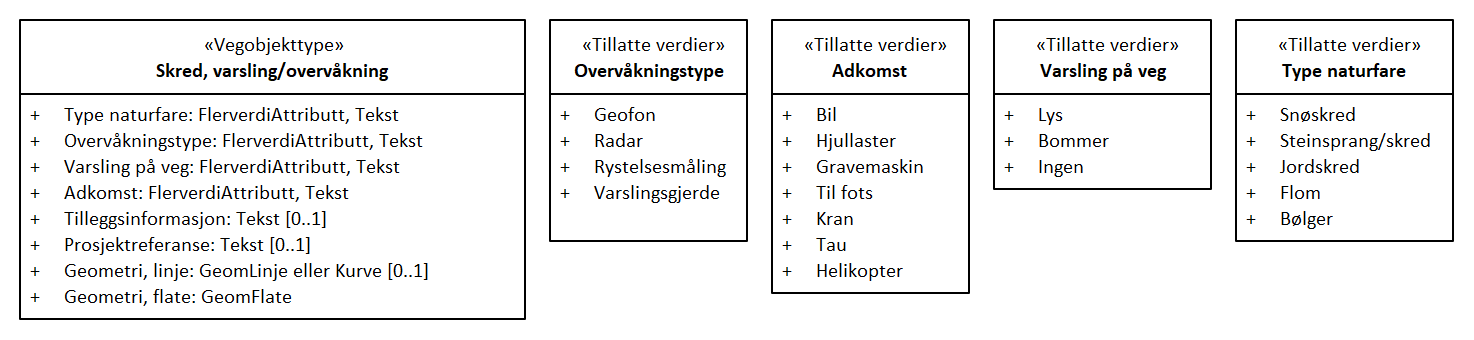 «Vegobjekttype»
Skred, varsling/overvåkning
+ Type naturfare: FlerverdiAttributt, Tekst
+ Overvåkningstype: FlerverdiAttributt, Tekst
+ Varsling på veg: FlerverdiAttributt, Tekst
+ Adkomst: FlerverdiAttributt, Tekst
+ Tilleggsinformasjon: Tekst [0..1]
+ Prosjektreferanse: Tekst [0..1]
+ Geometri, linje: GeomLinje eller Kurve [0..1]
+ Geometri, flate: GeomFlate
«Tillatte verdier»
Overvåkningstype
+ Geofon
+ Radar
+ Rystelsesmåling
+ Varslingsgjerde
«Tillatte verdier»
Adkomst
+ Bil
+ Hjullaster
+ Gravemaskin
+ Til fots
+ Kran
+ Tau
+ Helikopter
«Tillatte verdier»
Varsling på veg
+ Lys
+ Bommer
+ Ingen
«Tillatte verdier»
Type naturfare
+ Snøskred
+ Steinsprang/skred
+ Jordskred
+ Flom
+ Bølger